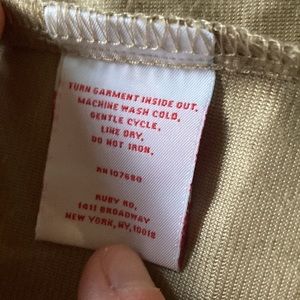 TURN GARMENT INSIDE OUT.
MACHINE WASH COLD.
GENTLE CYCLE.
LINE DRY.
DO NOT IRON.
RN 107680
RUBY RD.
1411 BROADWAY
NEW YORK, NY, 10018